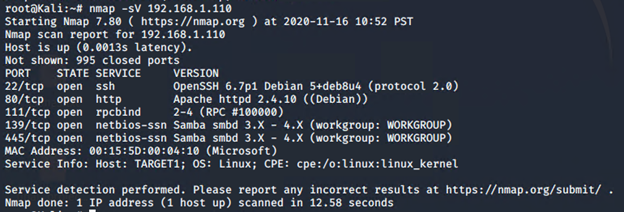 root@Kali:~# nmap -sV 192.168.1.110
Starting Nmap 7.80 ( https://nmap.org ) at 2020-11-16 10:52 PST
Nmap scan report for 192.168.1.110
Host is up (0.0013s latency).
Not shown: 995 closed ports
PORT    STATE SERVICE     VERSION
22/tcp  open  ssh         OpenSSH 6.7p1 Debian 5+deb8u4 (protocol 2.0)
80/tcp  open  http        Apache httpd 2.4.10 ((Debian))
111/tcp open  rpcbind     2-4 (RPC #100000)
139/tcp open  netbios-ssn Samba smbd 3.X - 4.X (workgroup: WORKGROUP)
445/tcp open  netbios-ssn Samba smbd 3.X - 4.X (workgroup: WORKGROUP)
MAC Address: 00:15:5D:00:04:10 (Microsoft)
Service Info: Host: TARGET1; OS: Linux; CPE: cpe:/o:linux:linux_kernel
Service detection performed. Please report any incorrect results at https://nmap.org/submit/ .
Nmap done: 1 IP address (1 host up) scanned in 12.58 seconds